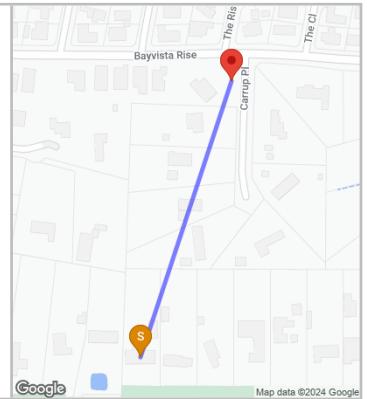 The Ris
The Cl
Bayvista Rise
Carrup Pl
S
Google
Map data ©2024 Google